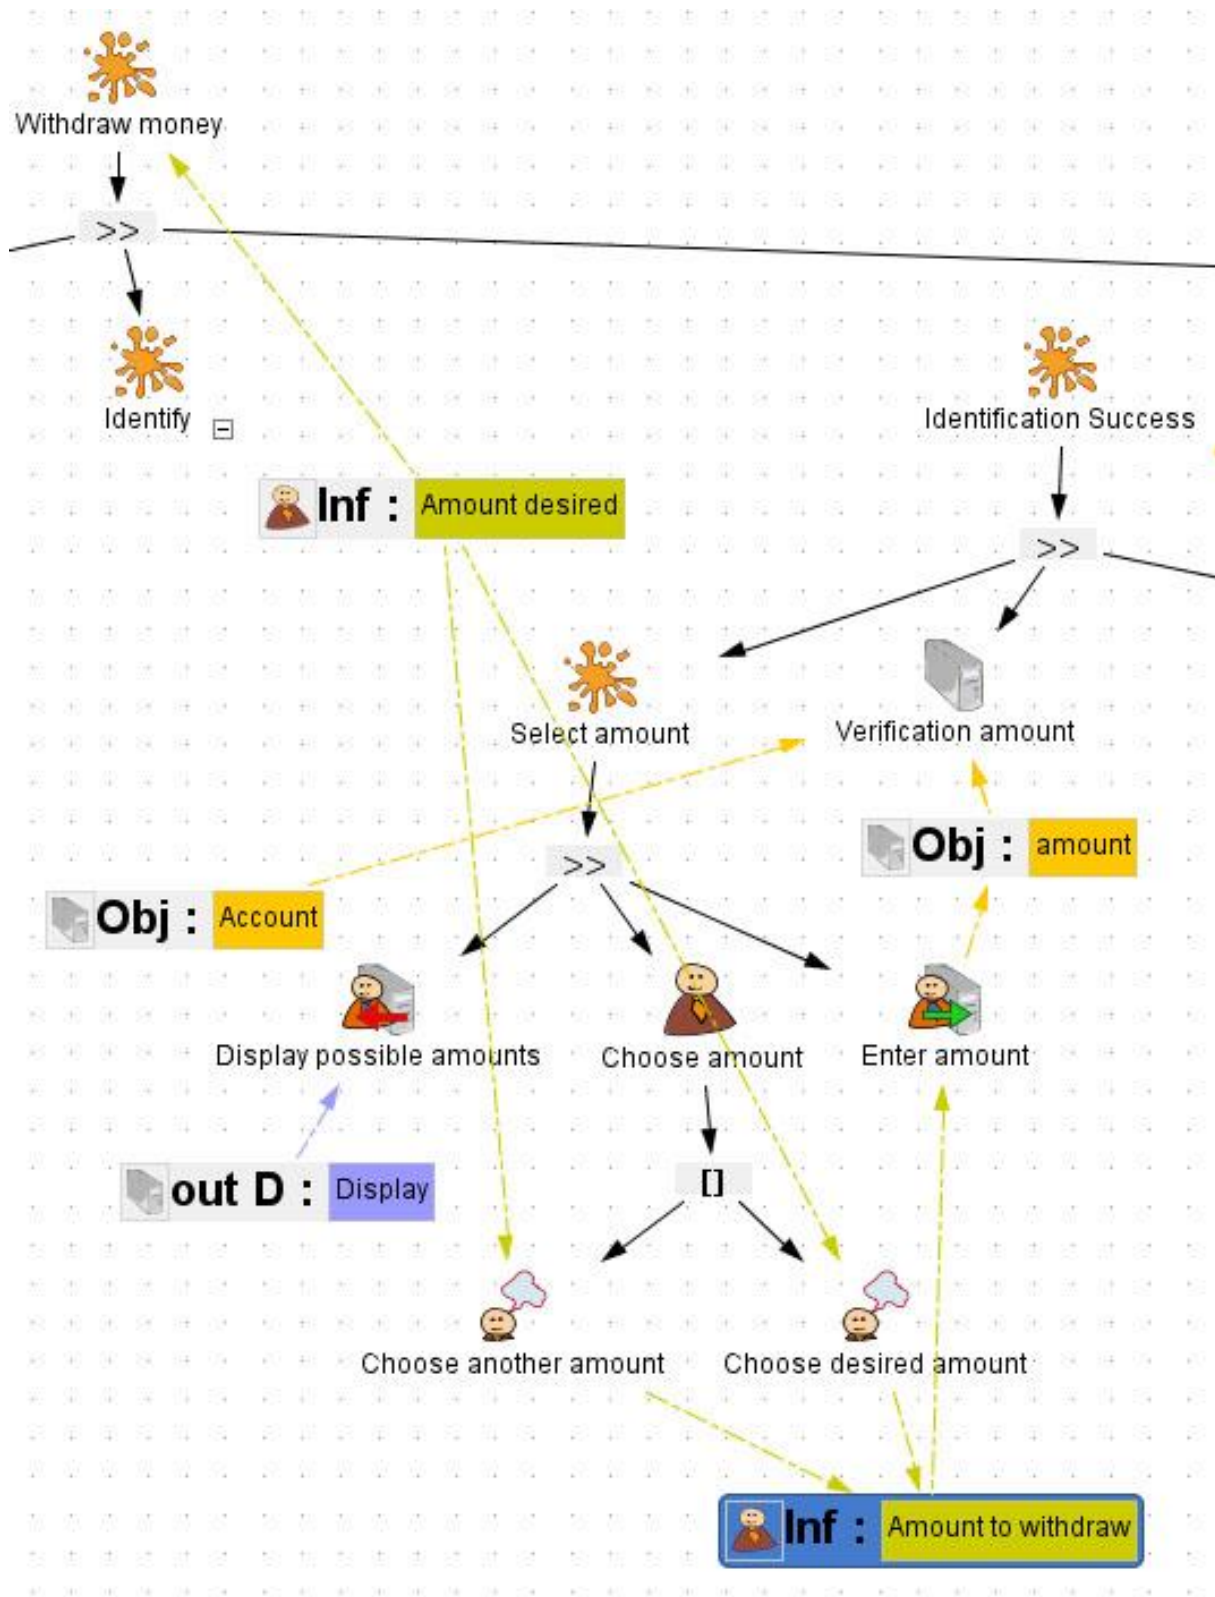 Withdraw money
>>
Identify
Identification Success
Inf : Amount desired
>>
Select amount
Verification amount
Obj : amount
>>
Obj : Account
Display possible amounts
Choose amount
Enter amount
out D : Display
[]
Choose another amount
Choose desired amount
Inf : Amount to withdraw